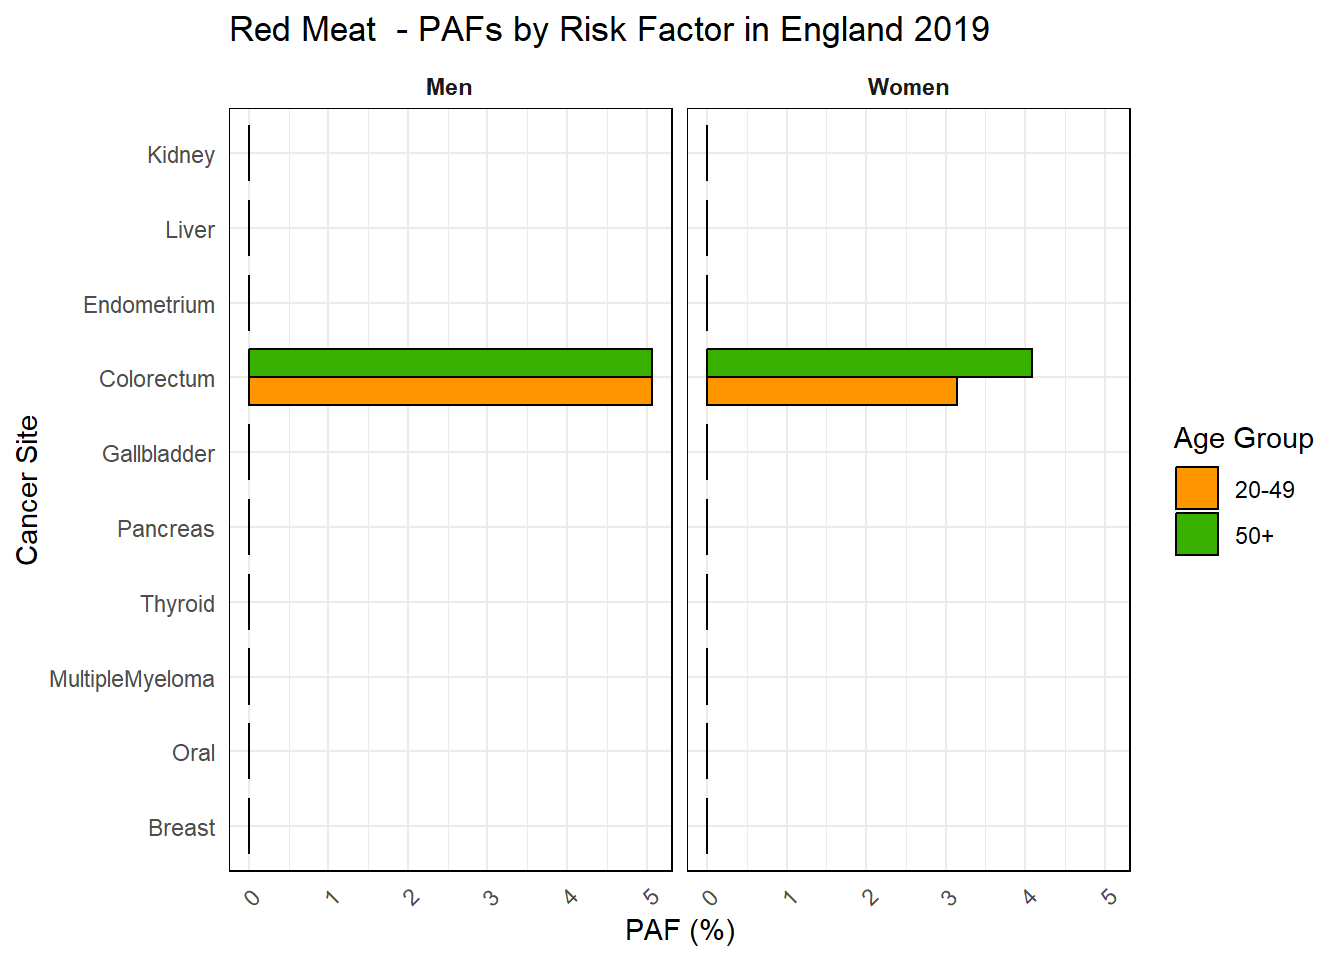 Red Meat  - PAFs by Risk Factor in England 2019
Men
Women
Kidney
Liver
Endometrium
Colorectum
Gallbladder
Pancreas
Thyroid
MultipleMyeloma
Oral
Breast
Cancer Site
0 1 2 3 4 5
0 1 2 3 4 5
PAF (%)
Age Group
20-49
50+